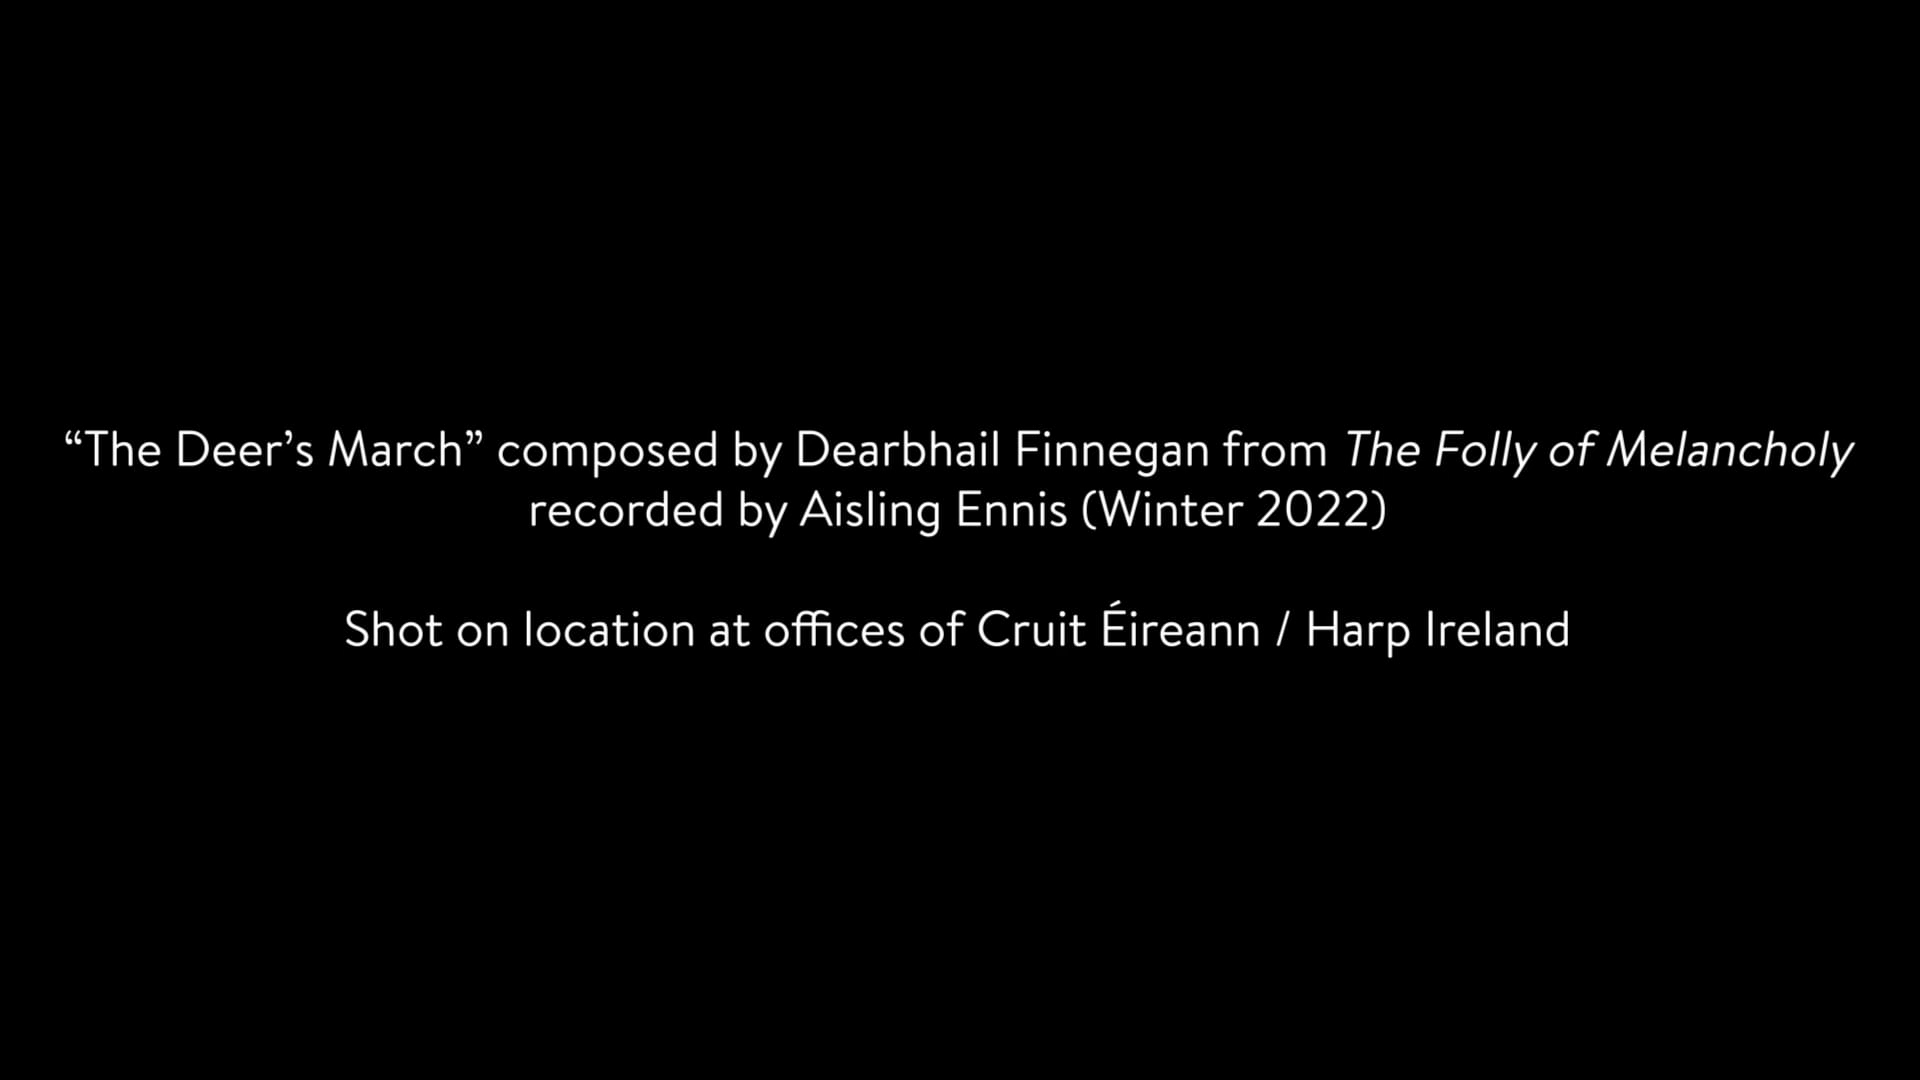 “The Deer’s March” composed by Dearbhail Finnegan from The Folly of Melancholy
recorded by Aisling Ennis (Winter 2022)
Shot on location at offices of Cruit Éireann / Harp Ireland